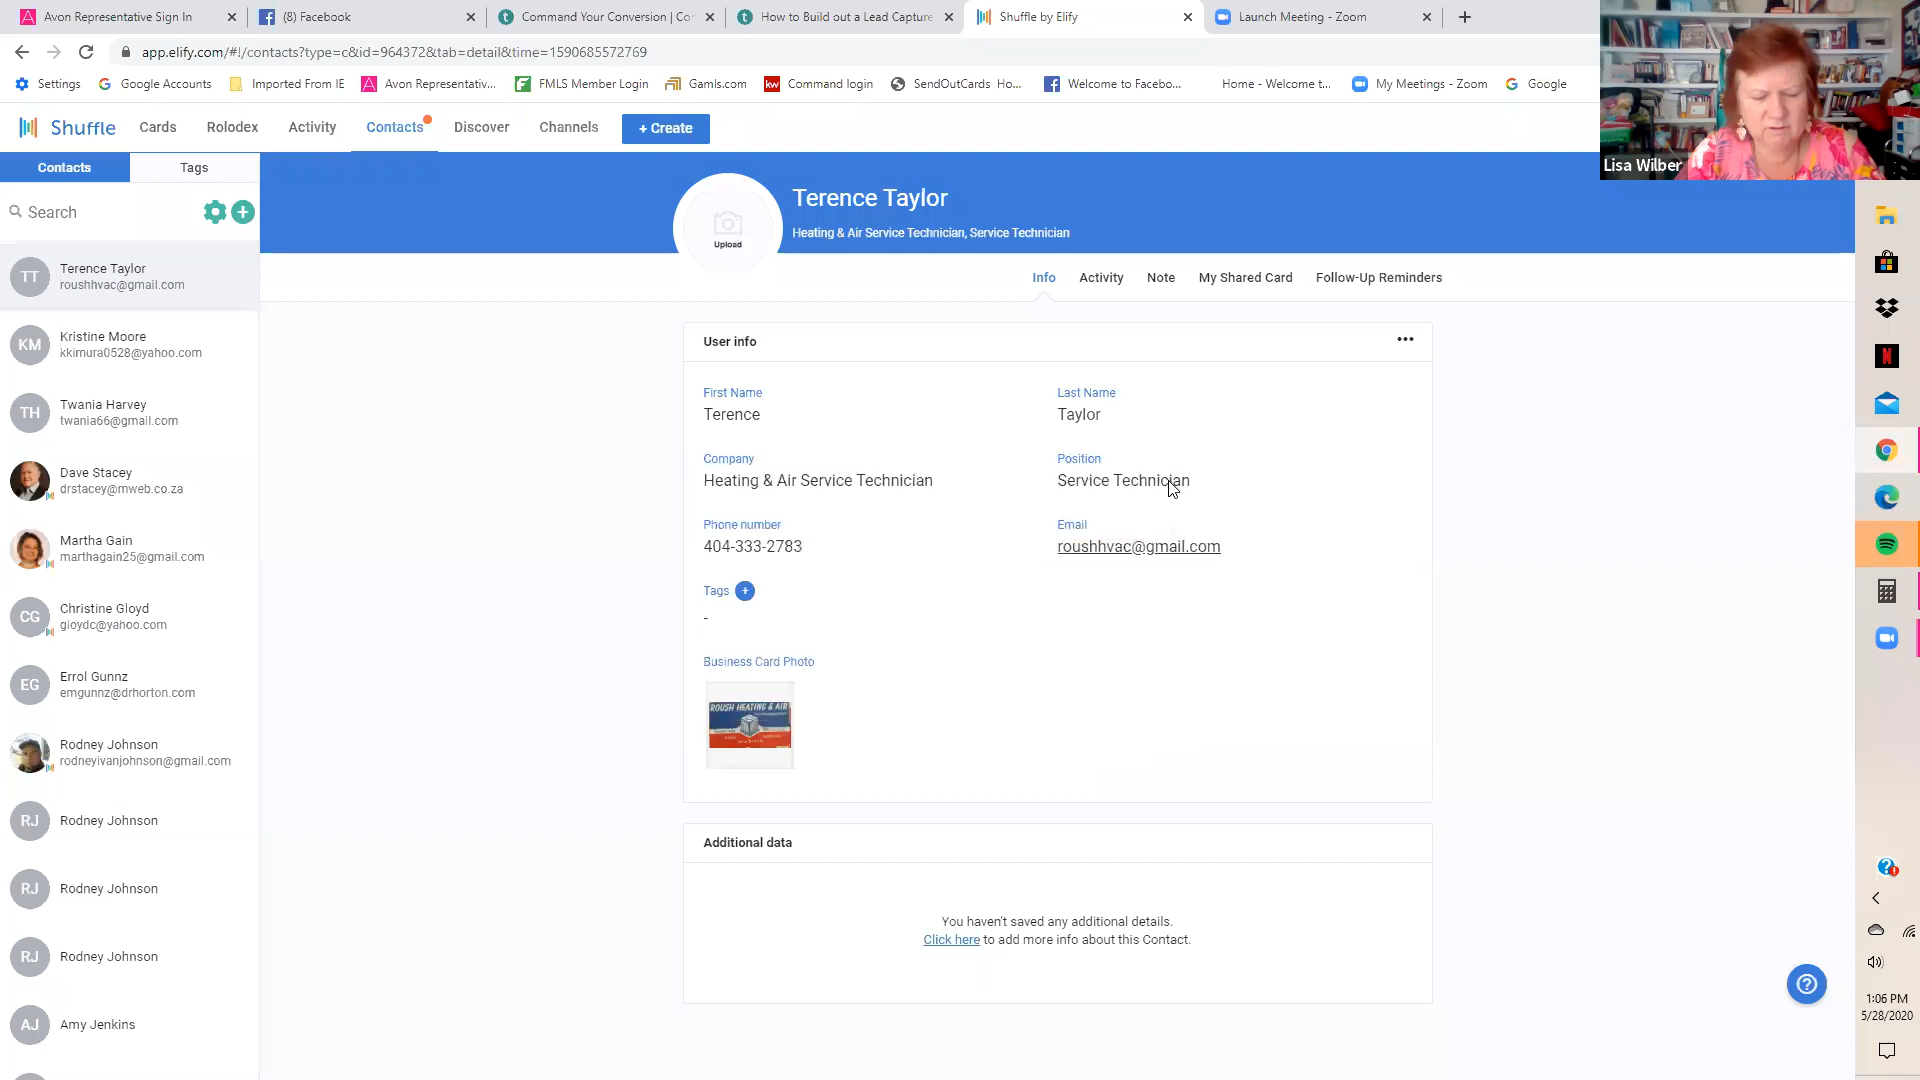 Avon Representative Sign In
(8) Facebook
Command Your Conversion | Co
How to Build out a Lead Capture
Shuffle by Elify
Launch Meeting - Zoom
app.elify.com/#!/contacts?type=c&id=964372&tab=detail&time=1590685572769
Settings
Google Accounts
Imported From IE
Avon Representativ...
FMLS Member Login
Gamls.com
Command login
SendOutCards Ho...
Welcome to Facebo...
Home - Welcome t...
My Meetings - Zoom
Google
Lisa Wilber
Shuffle
Cards
Rolodex
Activity
Contacts
Discover
Channels
+ Create
Contacts
Tags
Search
TT
Terence Taylor
roushhvac@gmail.com
KM
Kristine Moore
kkimura0528@yahoo.com
TH
Twania Harvey
twania66@gmail.com
Dave Stacey
drstacey@mweb.co.za
Martha Gain
marthagain25@gmail.com
CG
Christine Gloyd
gioydc@yahoo.com
EG
Errol Gunnz
emgunnz@drhorton.com
Rodney Johnson
rodneyivanjohnson@gmail.com
RJ
Rodney Johnson
RJ
Rodney Johnson
RJ
Rodney Johnson
AJ
Amy Jenkins
Upload
Terence Taylor
Heating & Air Service Technician, Service Technician
Info
Activity
Note
My Shared Card
Follow-Up Reminders
User info
First Name
Terence
Last Name
Taylor
Company
Heating & Air Service Technician
Position
Service Technician
Phone number
404-333-2783
Email
roushhvac@gmail.com
Tags
-
Business Card Photo
ROUSH HEATING & AIR
Additional data
You haven't saved any additional details.
Click here to add more info about this Contact.
1:06 PM
5/28/2020